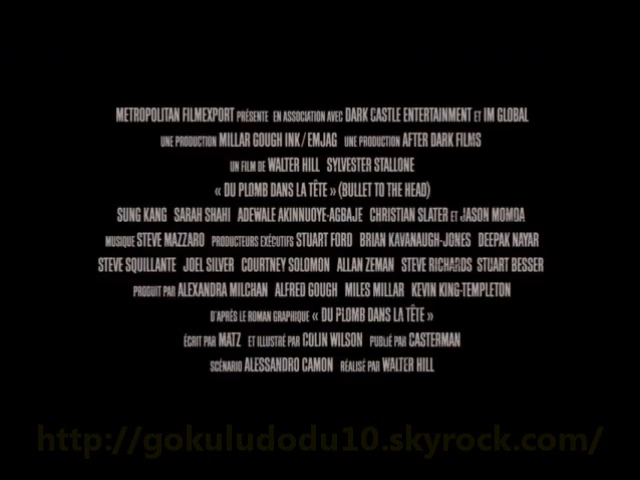 METROPOLITAN FILMEXPORT PRÉSENTE EN ASSOCIATION AVEC DARK CASTLE ENTERTAINMENT ET IM GLOBAL
UNE PRODUCTION MILLAR GOUGH INK/EMJAG UNE PRODUCTION AFTER DARK FILMS
UN FILM DE WALTER HILL SYLVESTER STALLONE
« DU PLOMB DANS LA TÊTE » (BULLET TO THE HEAD)
SUNG KANG SARAH SHAHI ADEWALE AKINNUOYE-AGBAJE CHRISTIAN SLATER ET JASON MOMOA
MUSIQUE STEVE MAZZARO PRODUCTEURS EXÉCUTIFS STUART FORD BRIAN KAVANAUGH-JONES DEEPAK NAYAR
STEVE SQUILLANTE JOEL SILVER COURTNEY SOLOMON ALLAN ZEMAN STEVE RICHARDS STUART BESSER
PRODUIT PAR ALEXANDRA MILCHAN ALFRED GOUGH MILES MILLAR KEVIN KING-TEMPLETON
D'APRÈS LE ROMAN GRAPHIQUE « DU PLOMB DANS LA TÊTE »
ÉCRIT PAR MATZ ET ILLUSTRÉ PAR COLIN WILSON PUBLIÉ PAR CASTERMAN
SCÉNARIO ALESSANDRO CAMON RÉALISÉ PAR WALTER HILL
http://gokuludodu10.skyrock.com/